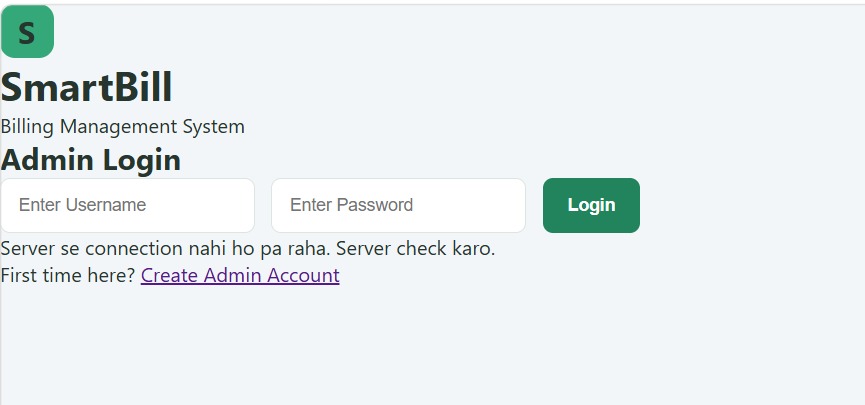 S
SmartBill
Billing Management System
Admin Login
Enter Username Enter Password Login
Server se connection nahi ho pa raha. Server check karo.
First time here? Create Admin Account